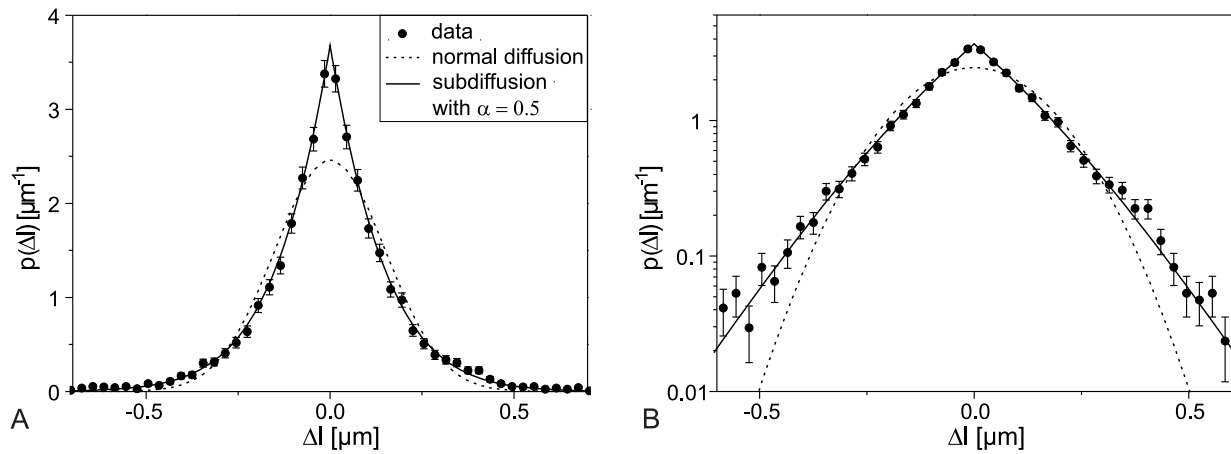 4
3
2
1
0
p(Δl) [μm⁻¹]
data
normal diffusion
subdiffusion
with α = 0.5
-0.5
0.0
0.5
Δl [μm]
A
1
0.1
0.01
p(Δl) [μm⁻¹]
-0.5
0.0
0.5
Δl [μm]
B